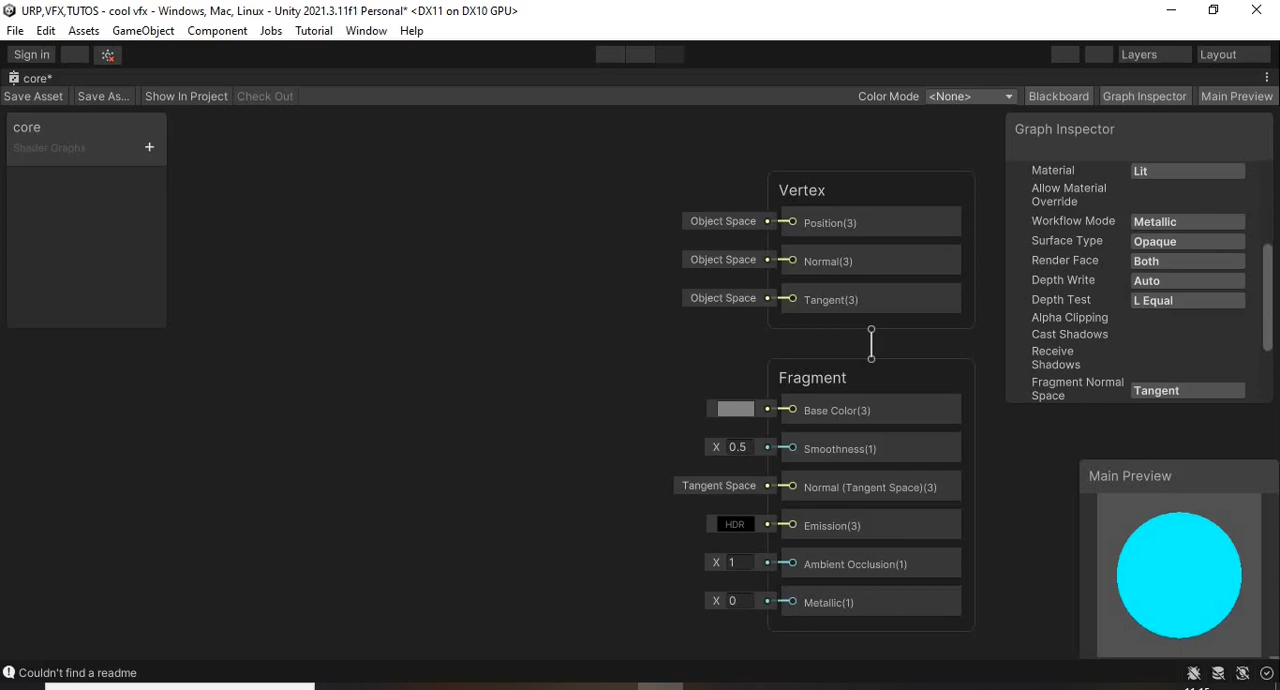 URP,VFX,TUTOS - cool vfx - Windows, Mac, Linux - Unity 2021.3.11f1 Personal* <DX11 on DX10 GPU>
File Edit Assets GameObject Component Jobs Tutorial Window Help
Sign in Layers Layout
core*
Save Asset Save As... Show In Project Check Out Color Mode <None> Blackboard Graph Inspector Main Preview
core
Shader Graphs +
Vertex
Object Space Position(3)
Object Space Normal(3)
Object Space Tangent(3)
Fragment
Base Color(3)
X 0.5 Smoothness(1)
Tangent Space Normal (Tangent Space)(3)
HDR Emission(3)
X 1 Ambient Occlusion(1)
X 0 Metallic(1)
Graph Inspector
Material Lit
Allow Material
Override
Workflow Mode Metallic
Surface Type Opaque
Render Face Both
Depth Write Auto
Depth Test L Equal
Alpha Clipping
Cast Shadows
Receive
Shadows
Fragment Normal
Space Tangent
Main Preview
Couldn't find a readme